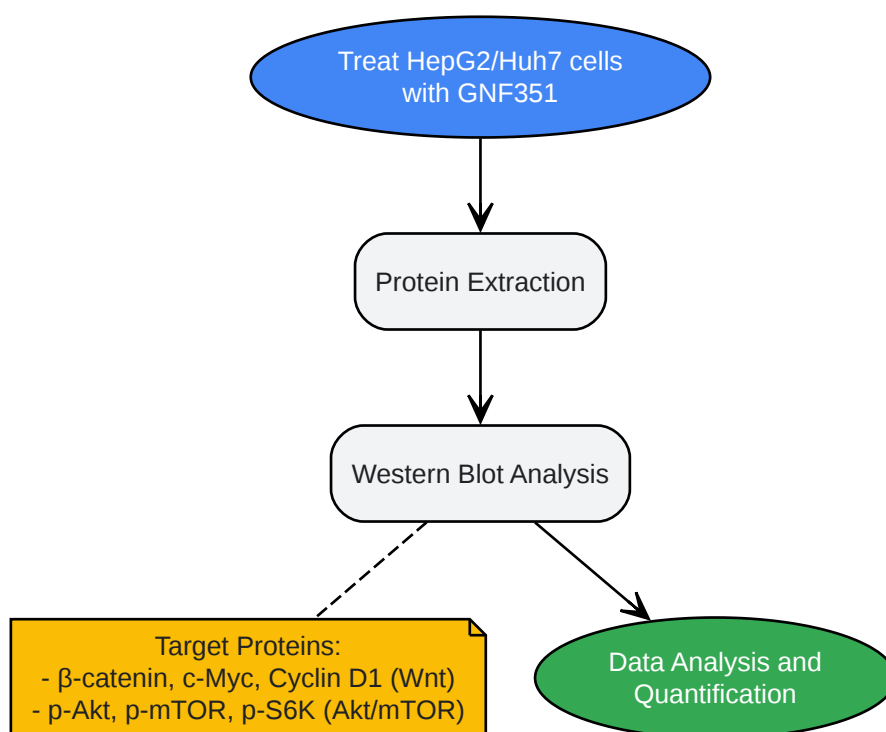 Treat HepG2/Huh7 cells
with GNF351
Protein Extraction
Western Blot Analysis
Target Proteins:
- β-catenin, c-Myc, Cyclin D1 (Wnt)
- p-Akt, p-mTOR, p-S6K (Akt/mTOR)
Data Analysis and
Quantification